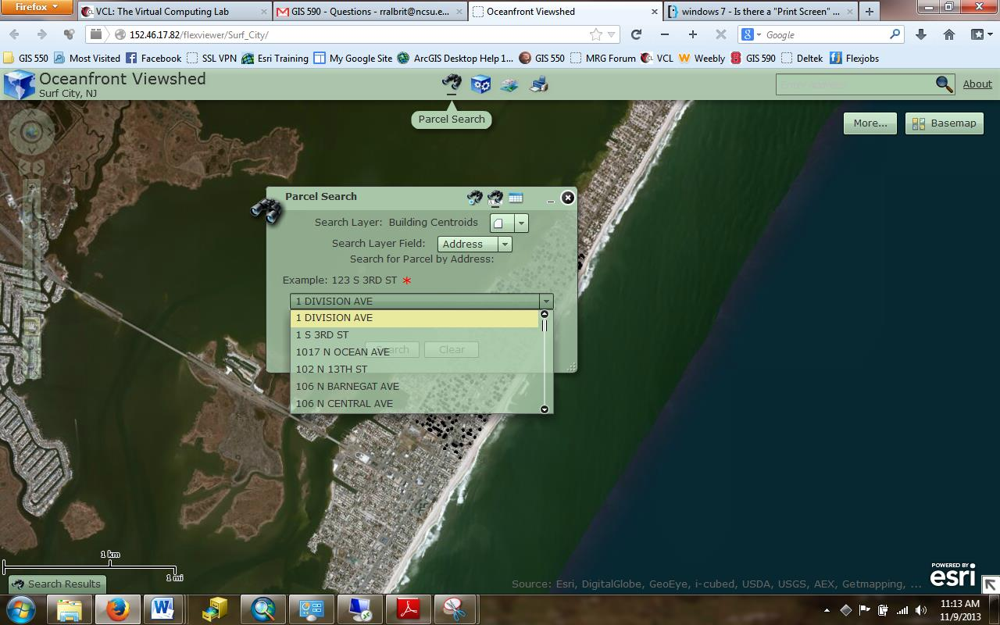 Firefox
VCL: The Virtual Computing Lab
GIS 590 - Questions - rralbrit@ncsu.e...
Oceanfront Viewshed
windows 7 - Is there a "Print Screen" ...
152.46.17.82/flexviewer/Surf_City/
Google
GIS 550 Most Visited Facebook SSL VPN Esri Training My Google Site ArcGIS Desktop Help 1... GIS 550 MRG Forum VCL Weebly GIS 590 Deltek Flexjobs
Oceanfront Viewshed
Surf City, NJ
Enter address
About
Parcel Search
More...
Basemap
Parcel Search
Search Layer: Building Centroids
Search Layer Field: Address
Search for Parcel by Address:
Example: 123 S 3RD ST *
1 DIVISION AVE
1 DIVISION AVE
1 S 3RD ST
1017 N OCEAN AVE
Search Clear
102 N 13TH ST
106 N BARNEGAT AVE
106 N CENTRAL AVE
1 km
1 mi
Search Results
Source: Esri, DigitalGlobe, GeoEye, i-cubed, USDA, USGS, AEX, Getmapping, ...
POWERED BY
esri
11:13 AM
11/9/2013